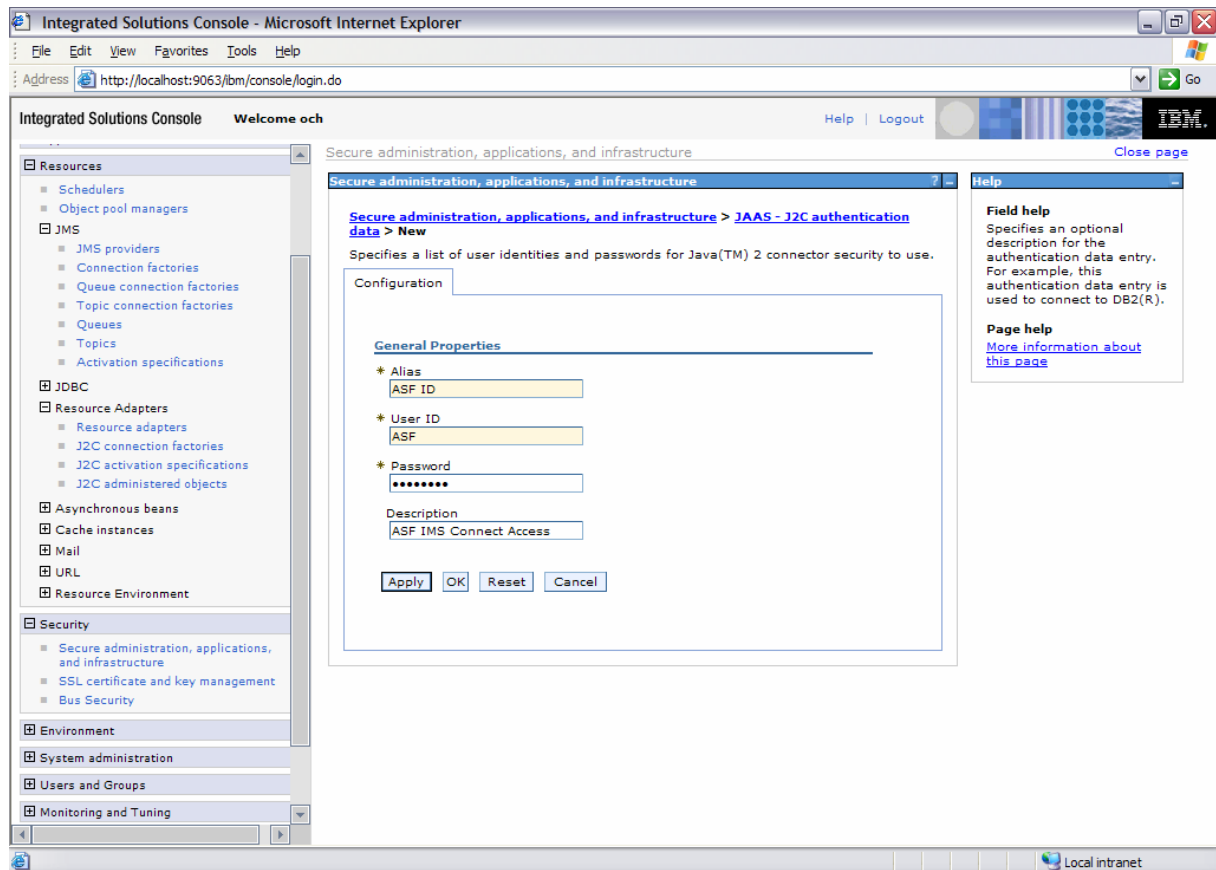 Integrated Solutions Console - Microsoft Internet Explorer
File Edit View Favorites Tools Help
Address http://localhost:9063/ibm/console/login.do Go
Integrated Solutions Console Welcome och Help | Logout IBM.
Resources
Schedulers
Object pool managers
JMS
JMS providers
Connection factories
Queue connection factories
Topic connection factories
Queues
Topics
Activation specifications
JDBC
Resource Adapters
Resource adapters
J2C connection factories
J2C activation specifications
J2C administered objects
Asynchronous beans
Cache instances
Mail
URL
Resource Environment
Security
Secure administration, applications,
and infrastructure
SSL certificate and key management
Bus Security
Environment
System administration
Users and Groups
Monitoring and Tuning
Secure administration, applications, and infrastructure
Close page
Secure administration, applications, and infrastructure ? -
Secure administration, applications, and infrastructure > JAAS - J2C authentication
data > New
Specifies a list of user identities and passwords for Java(TM) 2 connector security to use.
Configuration
General Properties
* Alias
ASF ID
* User ID
ASF
* Password
••••••••
Description
ASF IMS Connect Access
Apply OK Reset Cancel
Help -
Field help
Specifies an optional
description for the
authentication data entry.
For example, this
authentication data entry is
used to connect to DB2(R).
Page help
More information about
this page
Local intranet